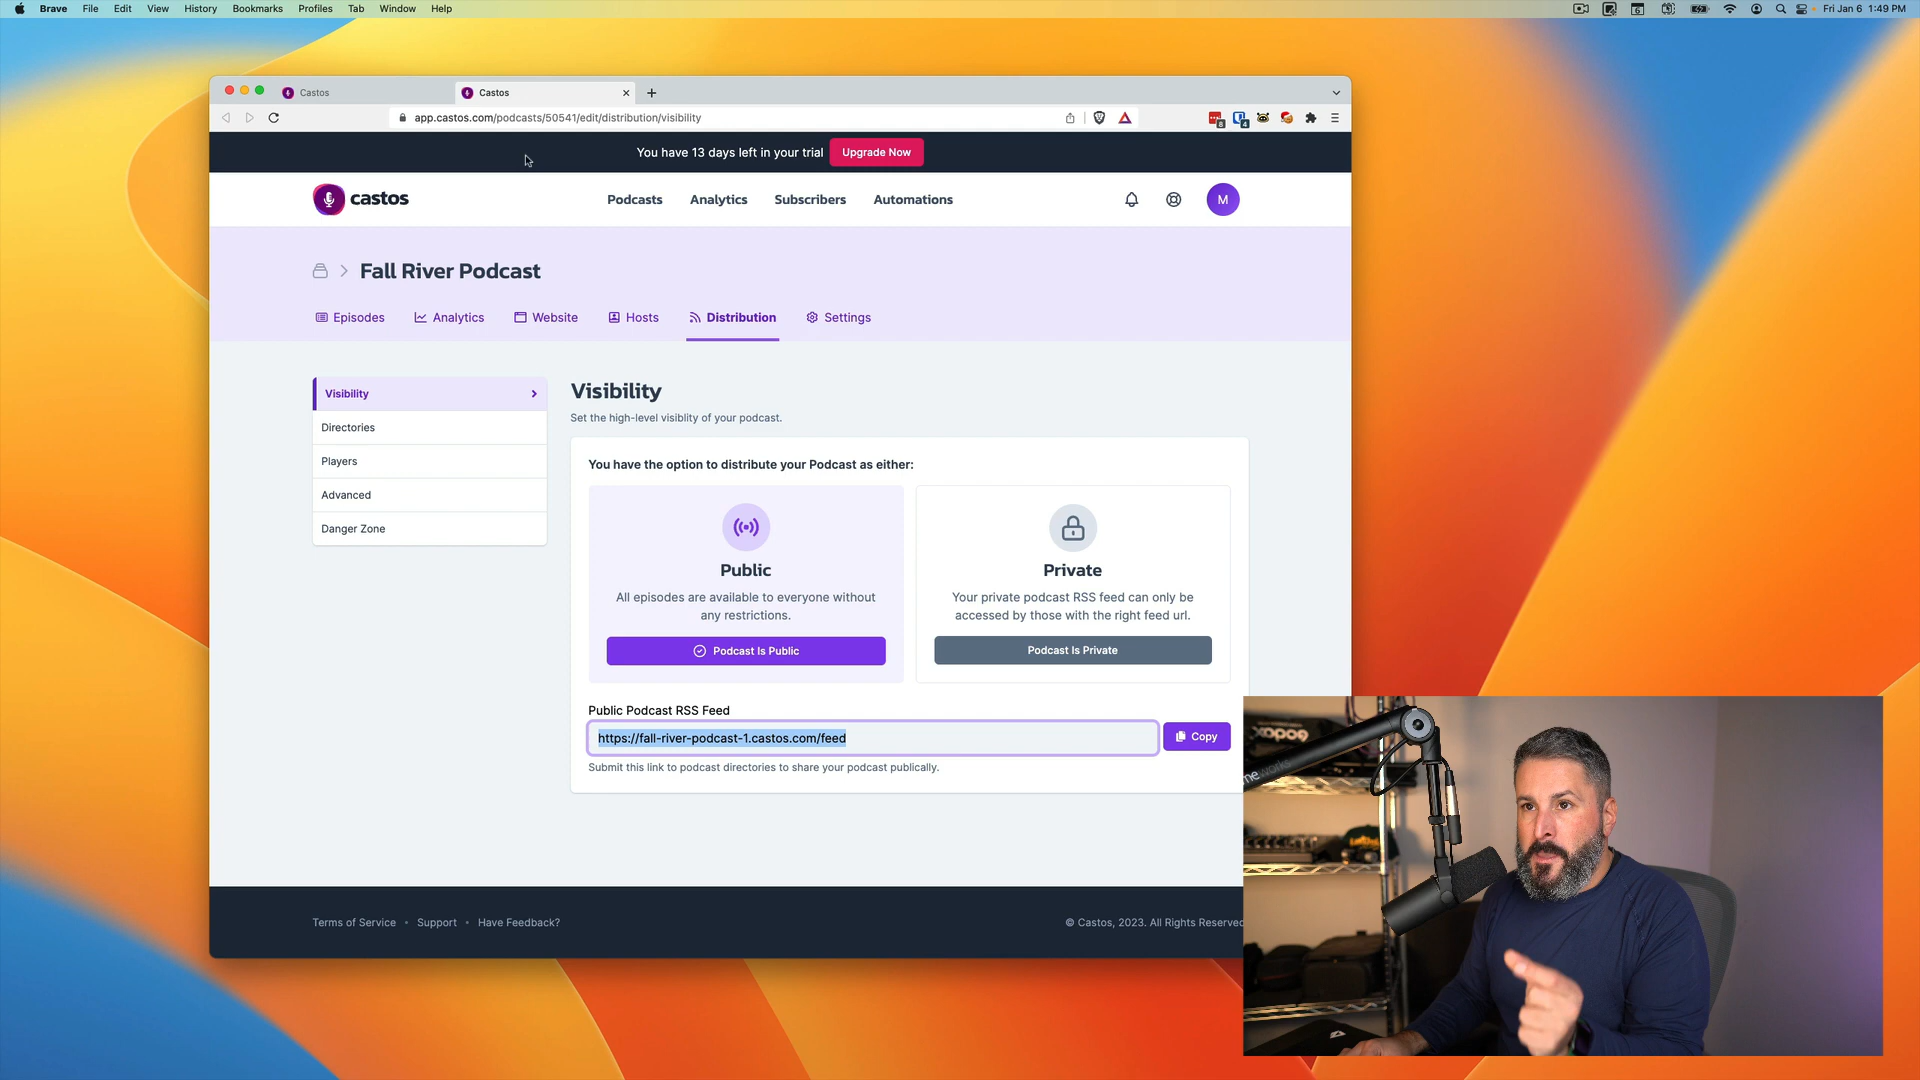 Brave File Edit View History Bookmarks Profiles Tab Window Help
Fri Jan 6 1:49 PM
Castos
Castos
app.castos.com/podcasts/50541/edit/distribution/visibility
You have 13 days left in your trial
Upgrade Now
castos
Podcasts
Analytics
Subscribers
Automations
M
Fall River Podcast
Episodes
Analytics
Website
Hosts
Distribution
Settings
Visibility
Directories
Players
Advanced
Danger Zone
Visibility
Set the high-level visiblity of your podcast.
You have the option to distribute your Podcast as either:
Public
All episodes are available to everyone without
any restrictions.
Podcast Is Public
Private
Your private podcast RSS feed can only be
accessed by those with the right feed url.
Podcast Is Private
Public Podcast RSS Feed
https://fall-river-podcast-1.castos.com/feed
Copy
Submit this link to podcast directories to share your podcast publically.
Terms of Service • Support • Have Feedback?
© Castos, 2023. All Rights Reserved